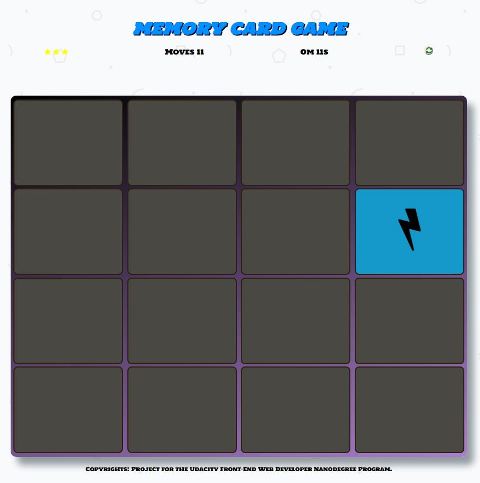 MEMORY CARD GAME
MOVES 11 0M 11S
COPYRIGHTS: PROJECT FOR THE UDACITY FRONT-END WEB DEVELOPER NANODEGREE PROGRAM.